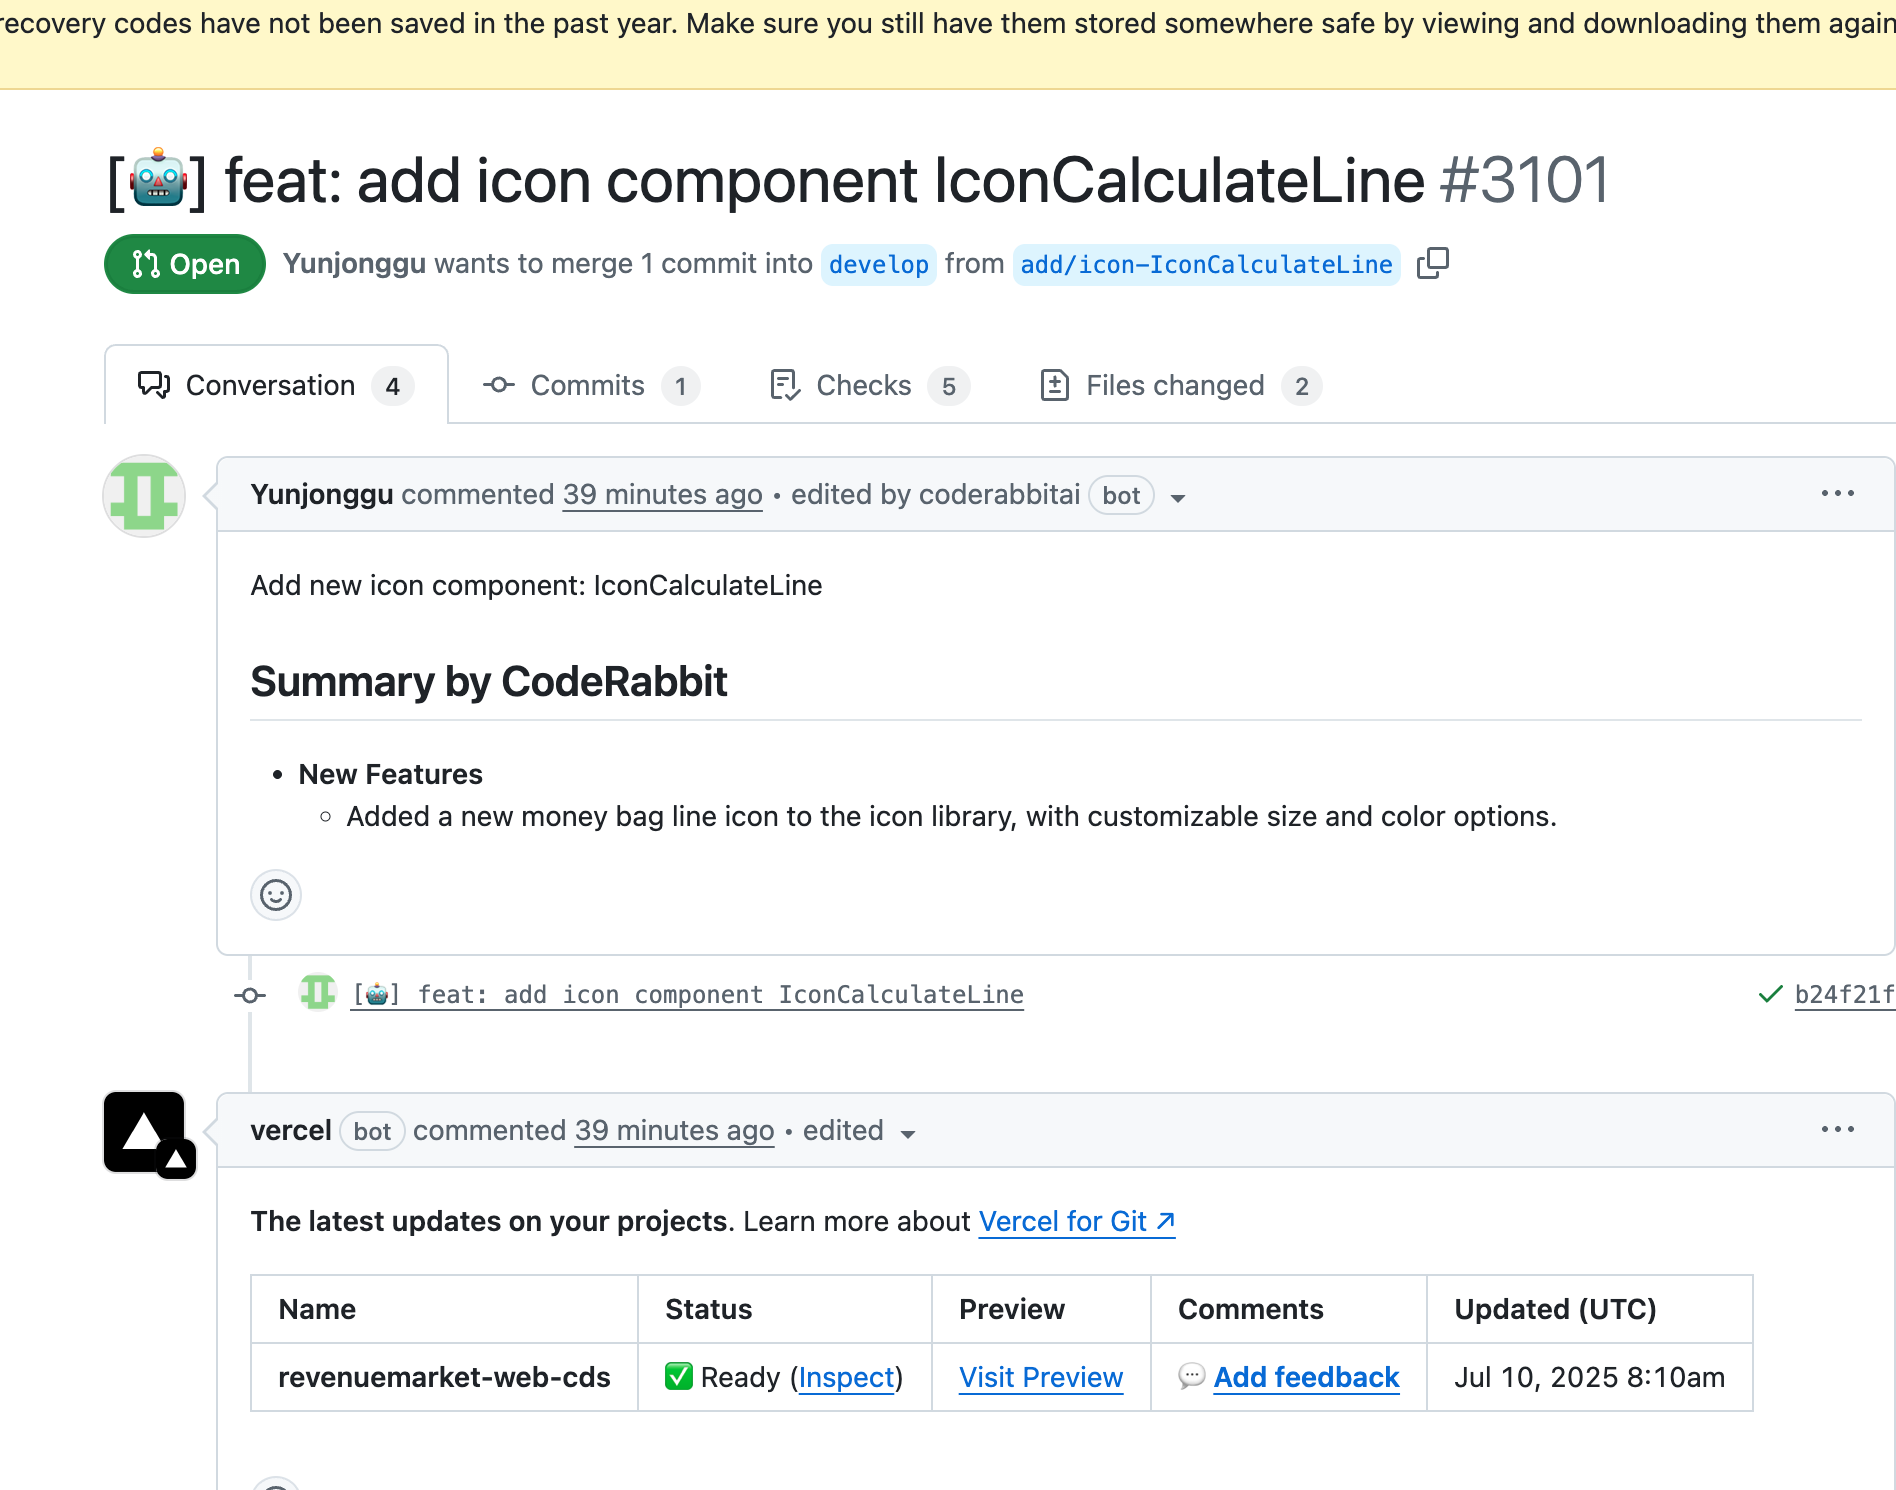 recovery codes have not been saved in the past year. Make sure you still have them stored somewhere safe by viewing and downloading them again
[🤖] feat: add icon component IconCalculateLine #3101
Open Yunjonggu wants to merge 1 commit into develop from add/icon-IconCalculateLine
Conversation 4 Commits 1 Checks 5 Files changed 2
Yunjonggu commented 39 minutes ago • edited by coderabbitai bot
Add new icon component: IconCalculateLine
Summary by CodeRabbit
• New Features
◦ Added a new money bag line icon to the icon library, with customizable size and color options.
[🤖] feat: add icon component IconCalculateLine b24f21f
vercel bot commented 39 minutes ago • edited
The latest updates on your projects. Learn more about Vercel for Git ↗
Name Status Preview Comments Updated (UTC)
revenuemarket-web-cds ✅ Ready (Inspect) Visit Preview 💬 Add feedback Jul 10, 2025 8:10am